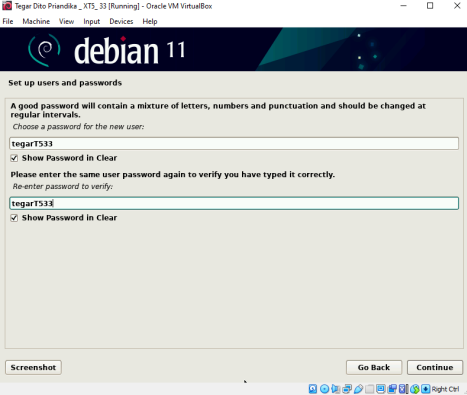 Tegar Dito Priandika _ XT5_ 33 [Running] - Oracle VM VirtualBox
File Machine View Input Devices Help
debian 11
Set up users and passwords
A good password will contain a mixture of letters, numbers and punctuation and should be changed at
regular intervals.
Choose a password for the new user:
tegarT533
Show Password in Clear
Please enter the same user password again to verify you have typed it correctly.
Re-enter password to verify:
tegarT533
Show Password in Clear
Screenshot
Go Back
Continue
Right Ctrl